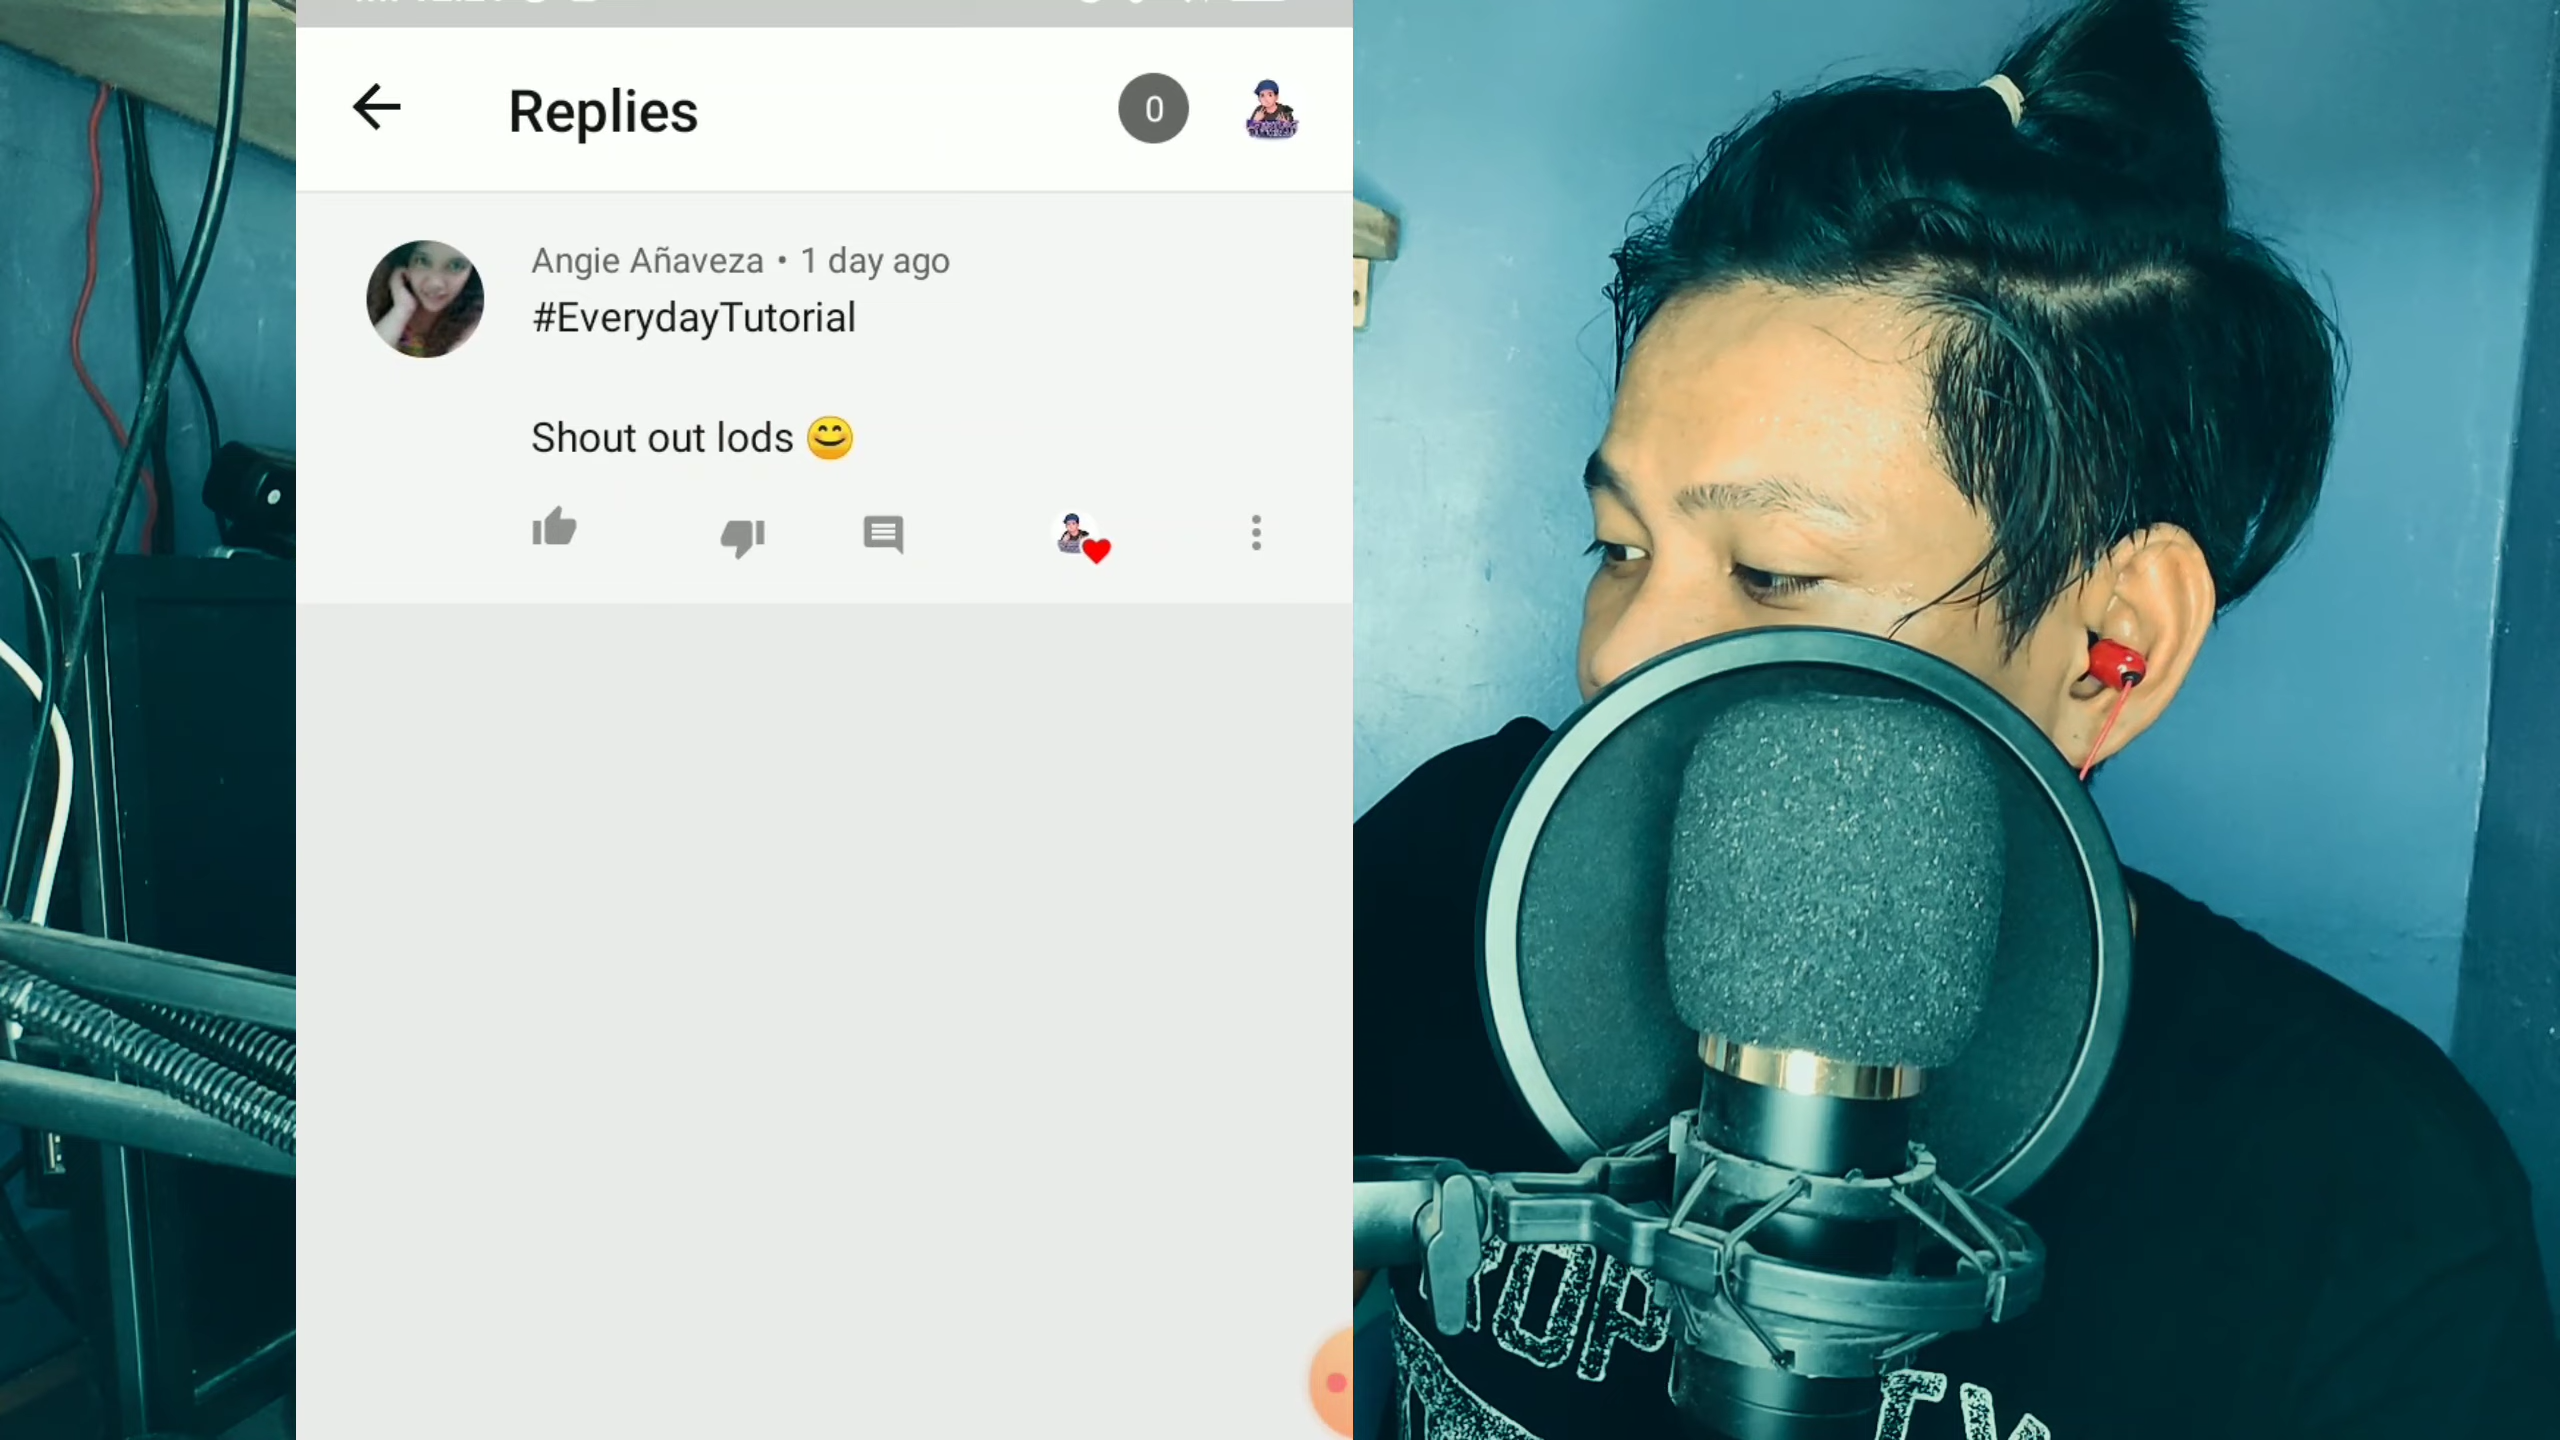 Replies
0
Angie Añaveza • 1 day ago
#EverydayTutorial
Shout out lods 😊